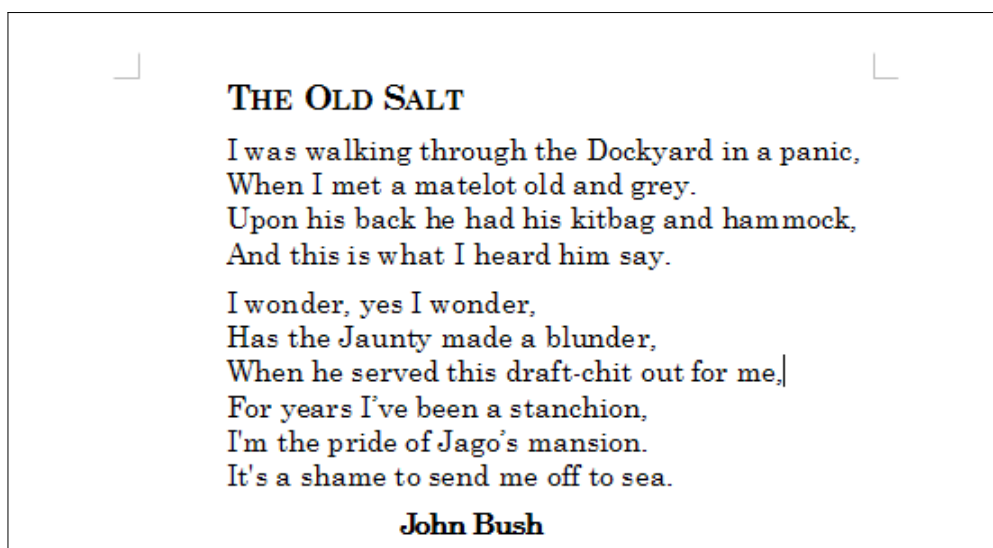 THE OLD SALT
I was walking through the Dockyard in a panic,
When I met a matelot old and grey.
Upon his back he had his kitbag and hammock,
And this is what I heard him say.
I wonder, yes I wonder,
Has the Jaunty made a blunder,
When he served this draft-chit out for me,
For years I’ve been a stanchion,
I'm the pride of Jago’s mansion.
It's a shame to send me off to sea.
John Bush